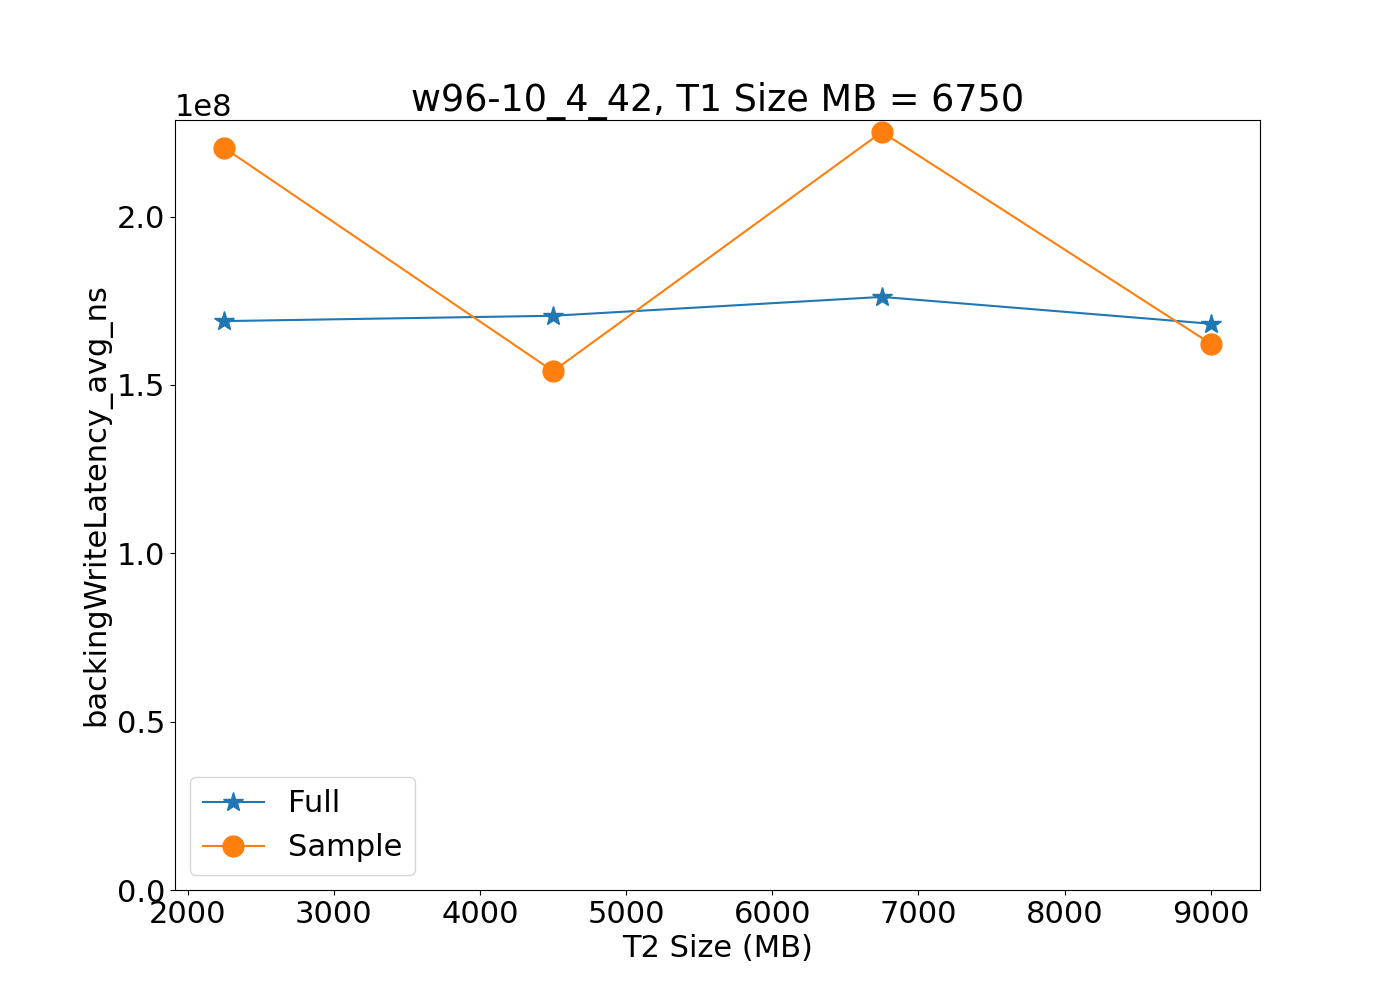 w96-10_4_42, T1 Size MB = 6750
1e8
2.0
1.5
1.0
0.5
0.0
backingWriteLatency_avg_ns
Full
Sample
2000 3000 4000 5000 6000 7000 8000 9000
T2 Size (MB)